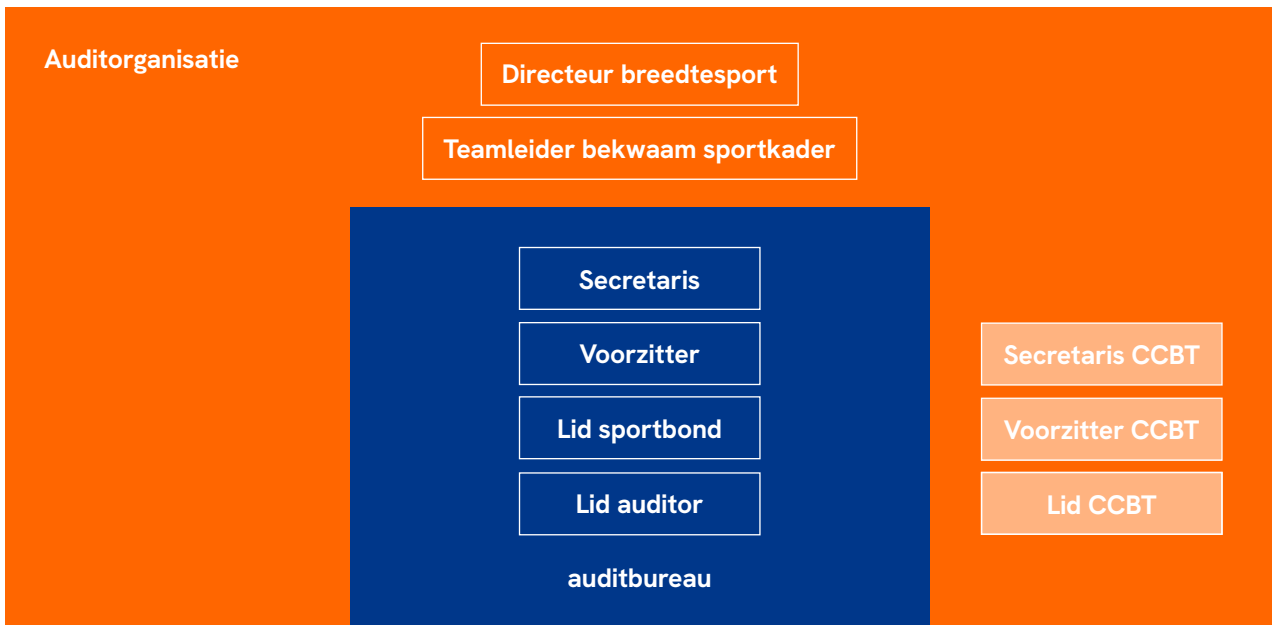 Auditorganisatie
Directeur breedtesport
Teamleider bekwaam sportkader
Secretaris
Voorzitter
Lid sportbond
Lid auditor
auditbureau
Secretaris CCBT
Voorzitter CCBT
Lid CCBT